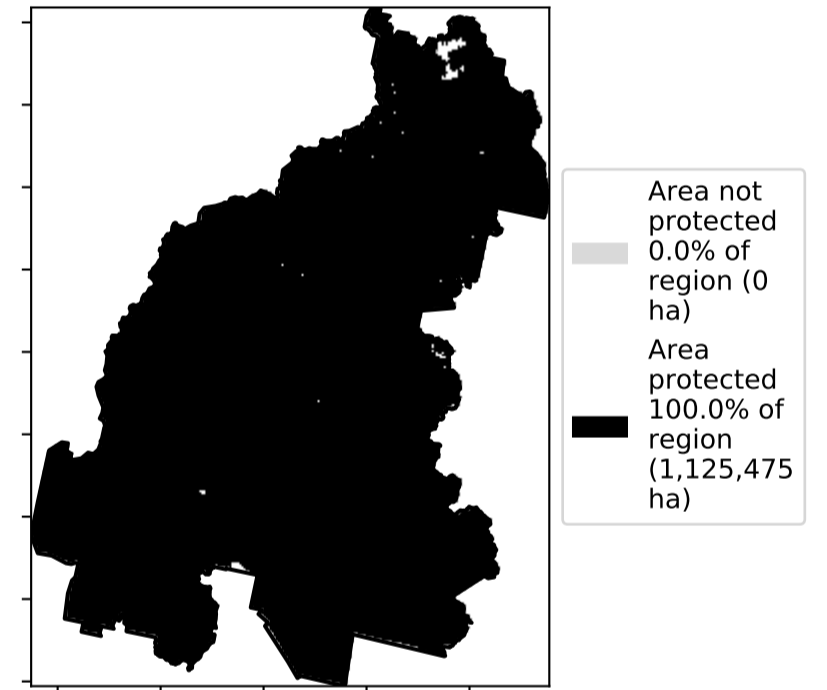 Area not
protected
0.0% of
region (0
ha)
Area
protected
100.0% of
region
(1,125,475
ha)